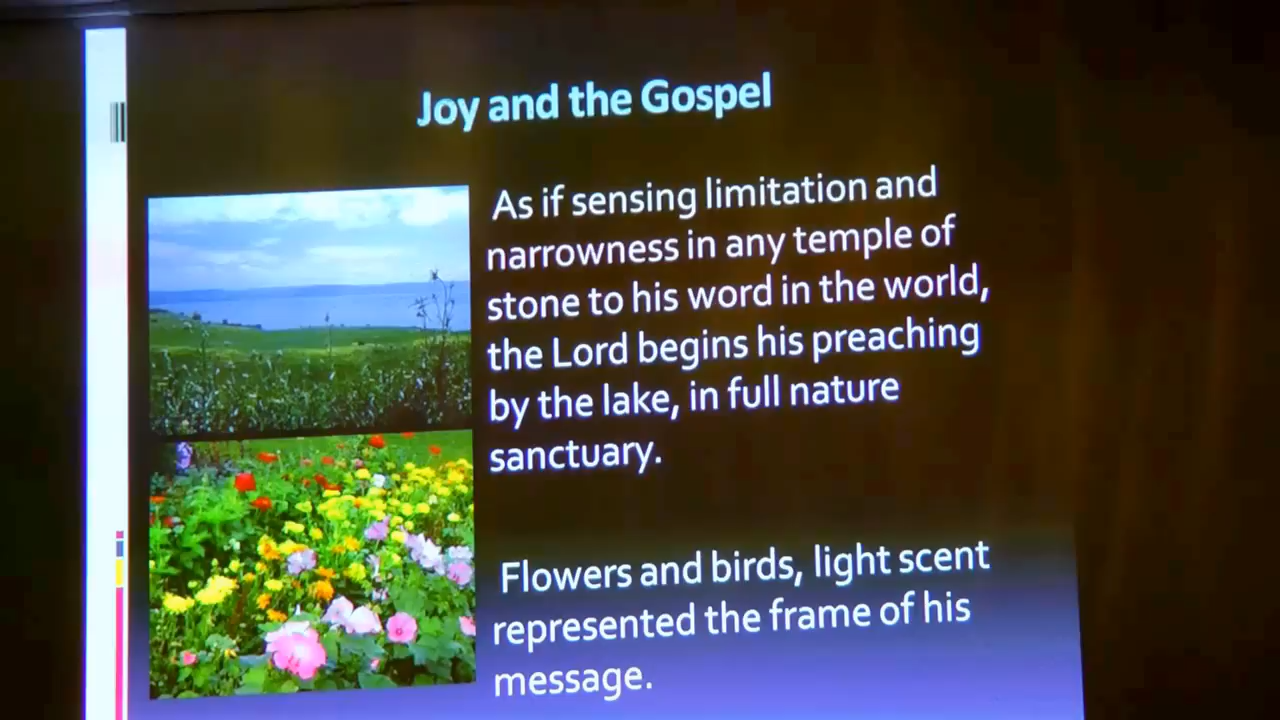 Joy and the Gospel
As if sensing limitation and
narrowness in any temple of
stone to his word in the world,
the Lord begins his preaching
by the lake, in full nature
sanctuary.
Flowers and birds, light scent
represented the frame of his
message.